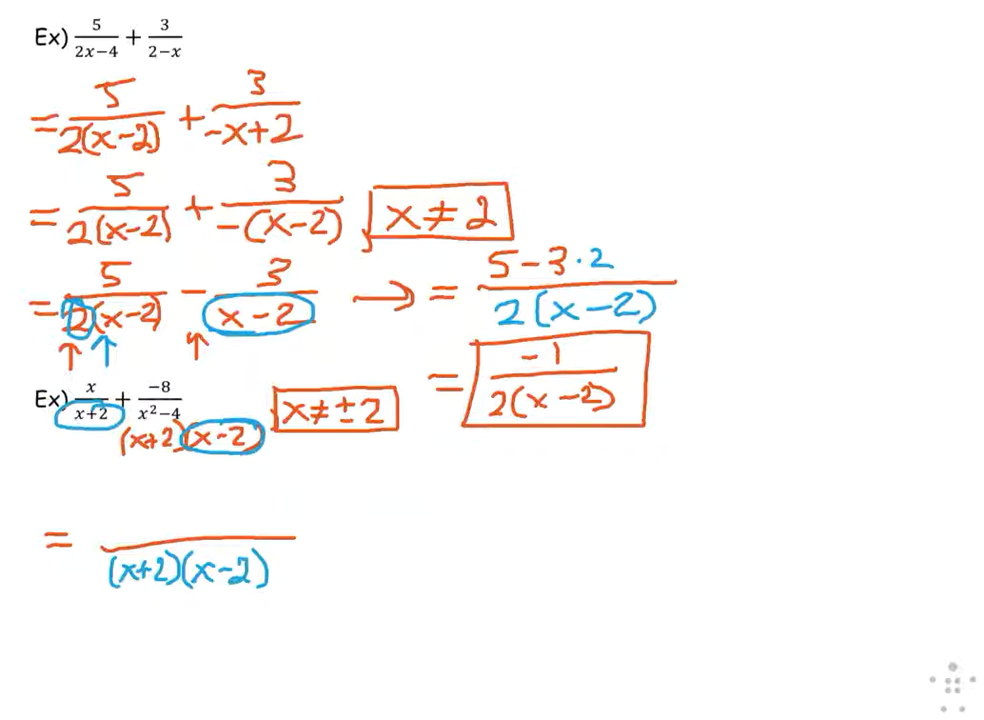 Ex) 5/(2x−4) + 3/(2−x)
= 5/(2(x−2)) + 3/(−x+2)
= 5/(2(x−2)) + 3/(−(x−2)), x ≠ 2
= 5/(2(x−2)) − 3/(x−2) → = (5−3·2)/(2(x−2))
= −1/(2(x−2))
Ex) x/(x+2) + −8/(x²−4) x ≠ ±2
(x+2)(x−2)
= /((x+2)(x−2))